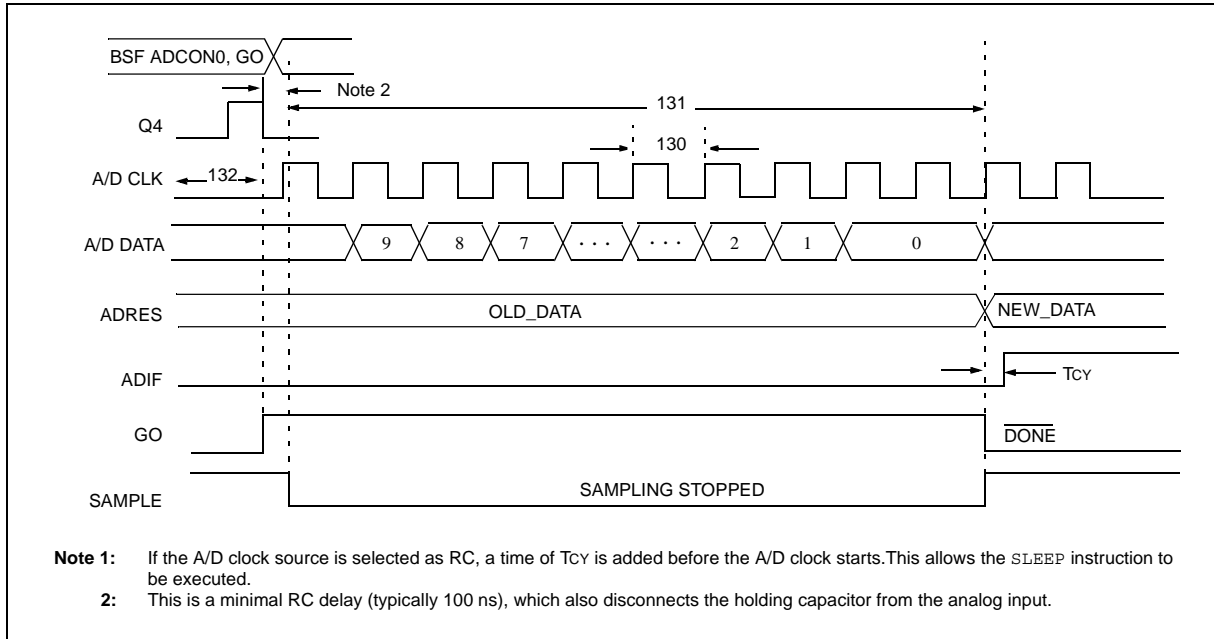 BSF ADCON0, GO
Note 2
131
Q4
130
A/D CLK
132
A/D DATA
9 8 7 . . . . . . 2 1 0
ADRES
OLD_DATA
NEW_DATA
ADIF
TCY
GO
DONE
SAMPLE
SAMPLING STOPPED
Note 1: If the A/D clock source is selected as RC, a time of TCY is added before the A/D clock starts.This allows the SLEEP instruction to
be executed.
2: This is a minimal RC delay (typically 100 ns), which also disconnects the holding capacitor from the analog input.